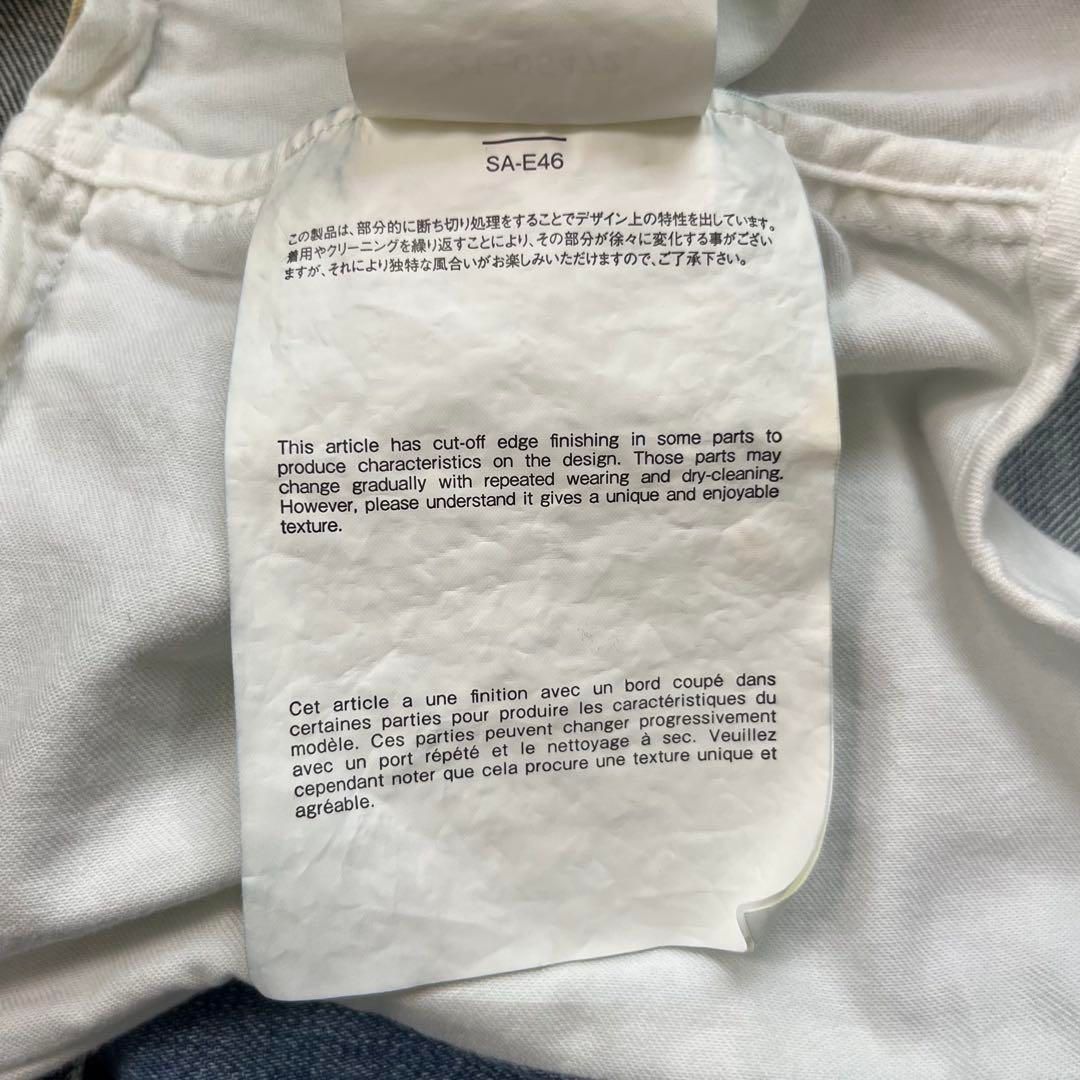 SA-E46
この製品は、部分的に断ち切り処理をすることでデザイン上の特性を出しています。
着用やクリーニングを繰り返すことにより、その部分が徐々に変化する事がござい
ますが、それにより独特な風合いがお楽しみいただけますので、ご了承下さい。
This article has cut-off edge finishing in some parts to
produce characteristics on the design. Those parts may
change gradually with repeated wearing and dry-cleaning.
However, please understand it gives a unique and enjoyable
texture.
Cet article a une finition avec un bord coupé dans
certaines parties pour produire les caractéristiques du
modèle. Ces parties peuvent changer progressivement
avec un port répété et le nettoyage à sec. Veuillez
cependant noter que cela procure une texture unique et
agréable.